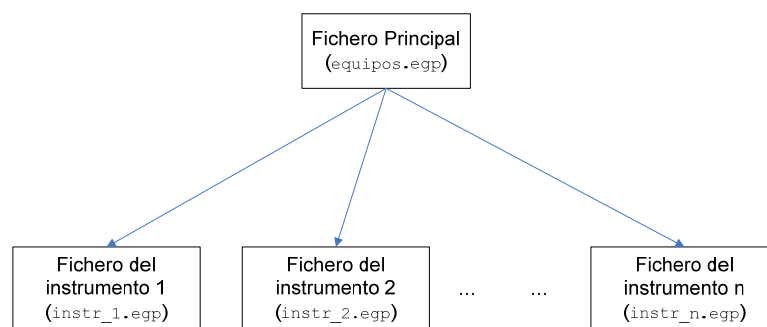 Fichero Principal
(equipos.egp)
Fichero del
instrumento 1
(instr_1.egp)
Fichero del
instrumento 2
(instr_2.egp)
... ...
Fichero del
instrumento n
(instr_n.egp)